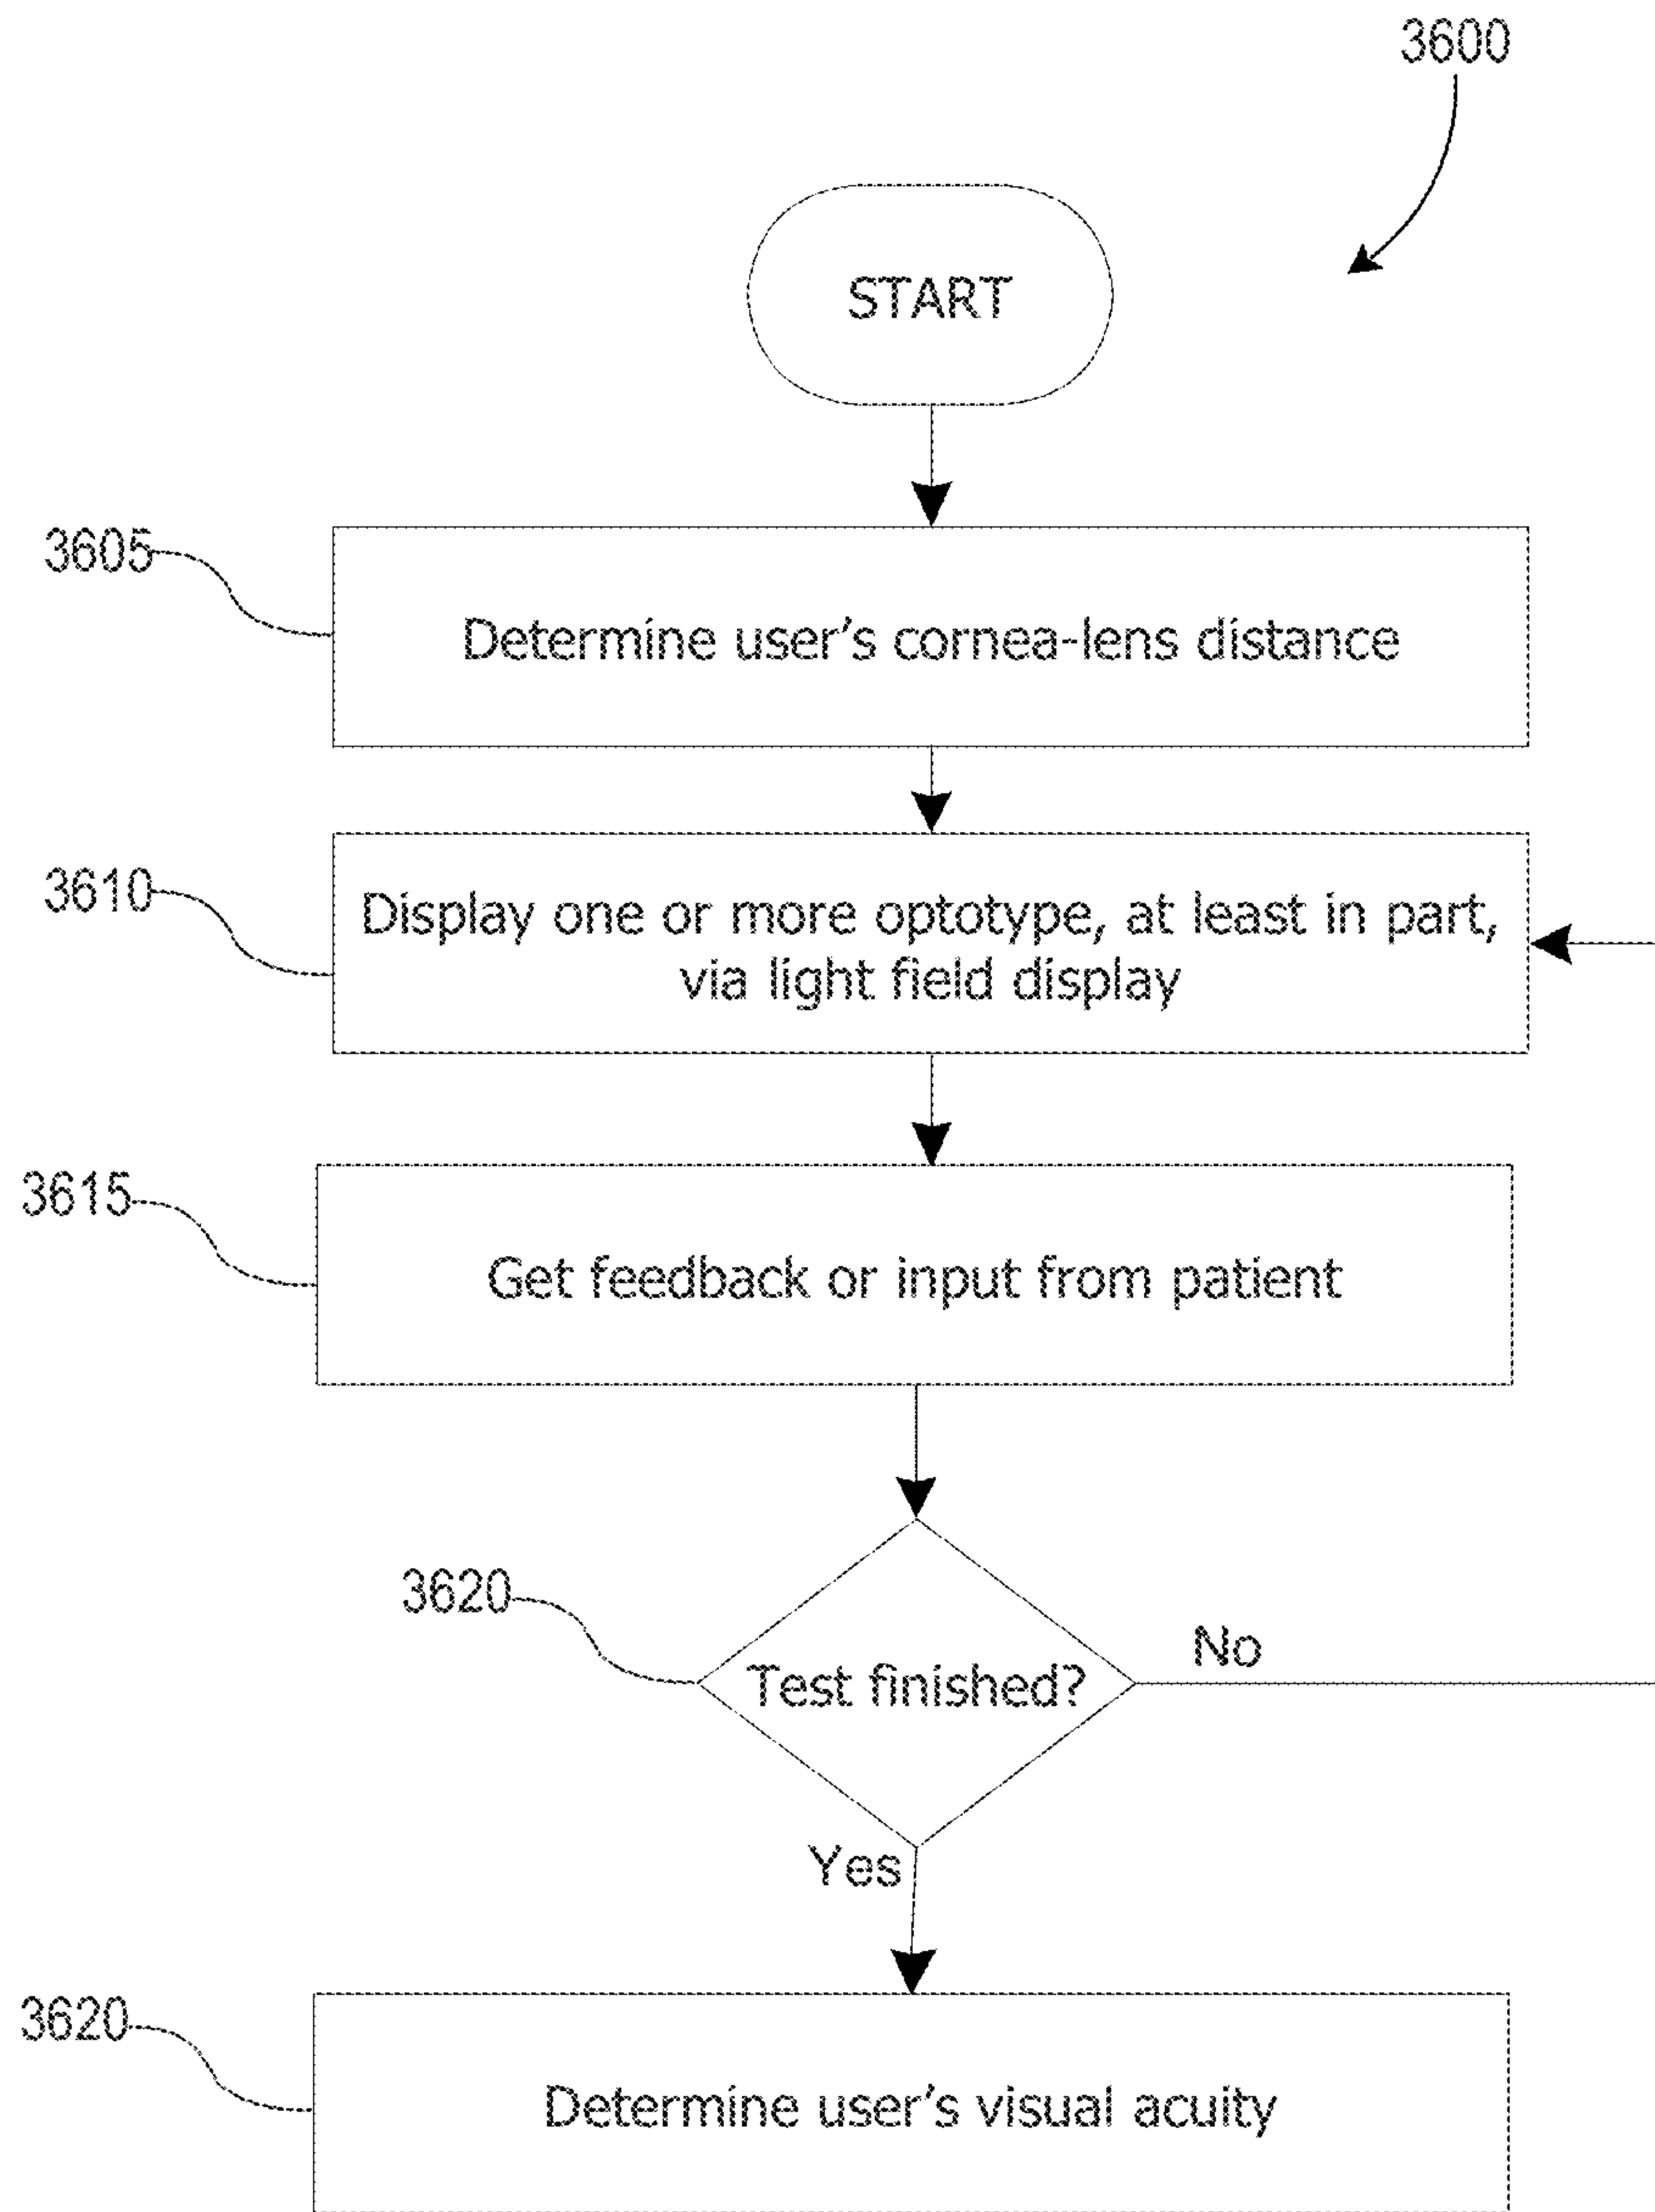 3600
START
3605
Determine user's cornea-lens distance
3610
Display one or more optotype, at least in part,
via light field display
3615
Get feedback or input from patient
3620
Test finished?
No
Yes
3620
Determine user's visual acuity